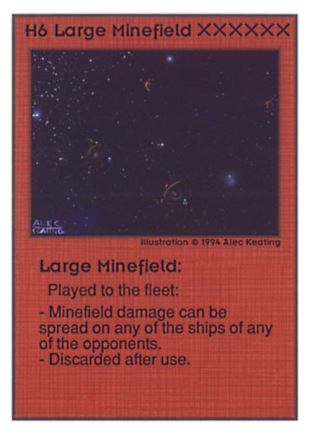 H6 Large Minefield XXXXXX
ALEC
KEATING
Illustration © 1994 Alec Keating
Large Minefield:
Played to the fleet:
- Minefield damage can be
spread on any of the ships of any
of the opponents.
- Discarded after use.